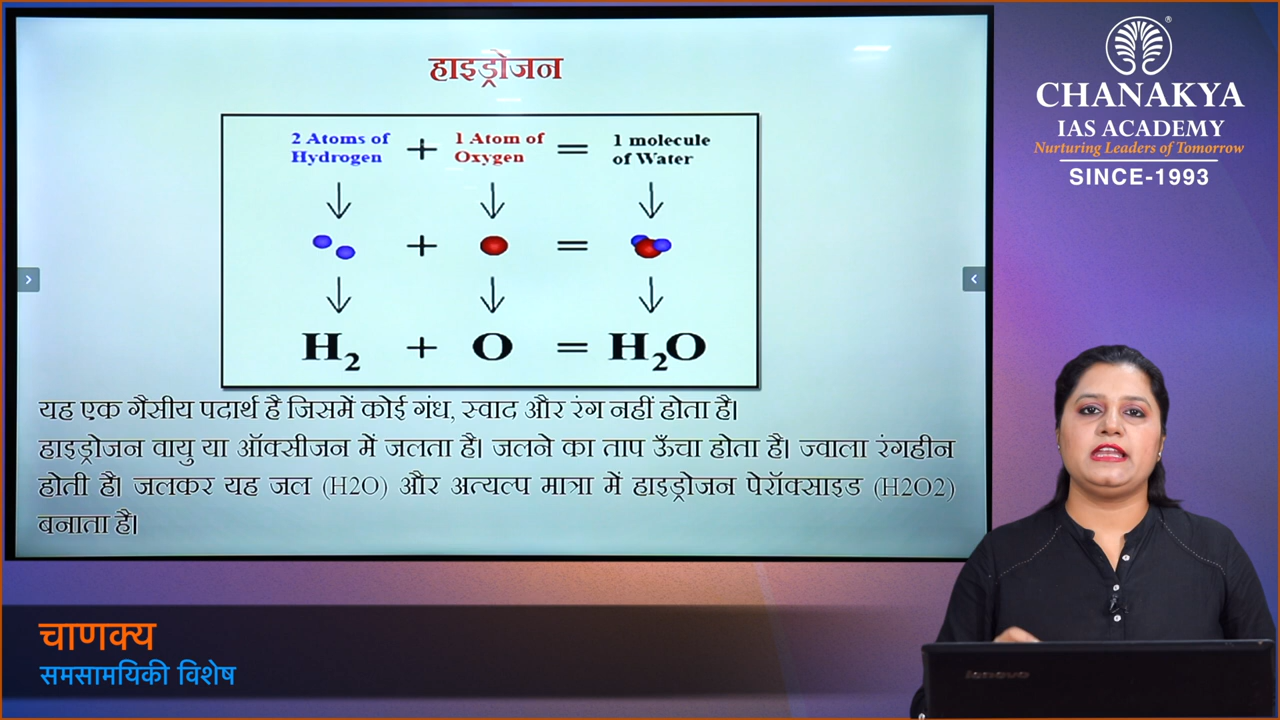 हाइड्रोजन
2 Atoms of Hydrogen + 1 Atom of Oxygen = 1 molecule of Water
+ =
H2 + O = H2O
यह एक गैसीय पदार्थ है जिसमें कोई गंध, स्वाद और रंग नहीं होता है।
हाइड्रोजन वायु या ऑक्सीजन में जलता है। जलने का ताप ऊँचा होता है। ज्वाला रंगहीन
होती है। जलकर यह जल (H2O) और अत्यल्प मात्रा में हाइड्रोजन पेरॉक्साइड (H2O2)
बनाता है।
®
CHANAKYA
IAS ACADEMY
Nurturing Leaders of Tomorrow
SINCE-1993
चाणक्य
समसामयिकी विशेष
lenovo